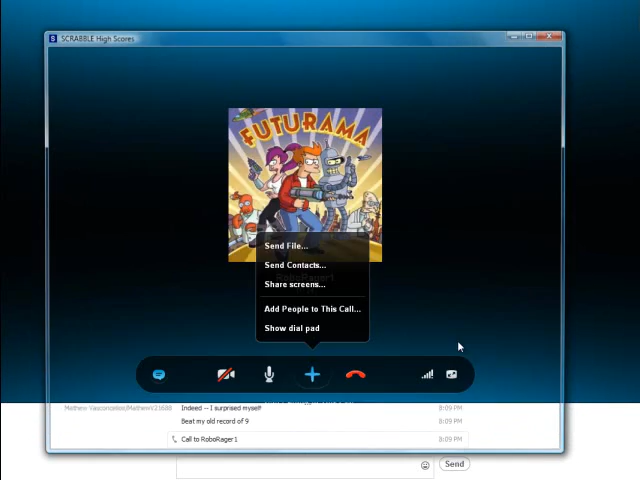 SCRABBLE High Scores
FUTURAMA
Send File...
Send Contacts...
RoboRager1
Share screens...
Add People to This Call...
Show dial pad
Indeed -- I surprised myself 8:09 PM
Beat my old record of 9 8:09 PM
Call to RoboRager1 8:09 PM
Send